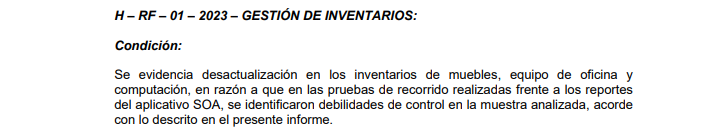 H – RF – 01 – 2023 – GESTIÓN DE INVENTARIOS:
Condición:
Se evidencia desactualización en los inventarios de muebles, equipo de oficina y
computación, en razón a que en las pruebas de recorrido realizadas frente a los reportes
del aplicativo SOA, se identificaron debilidades de control en la muestra analizada, acorde
con lo descrito en el presente informe.